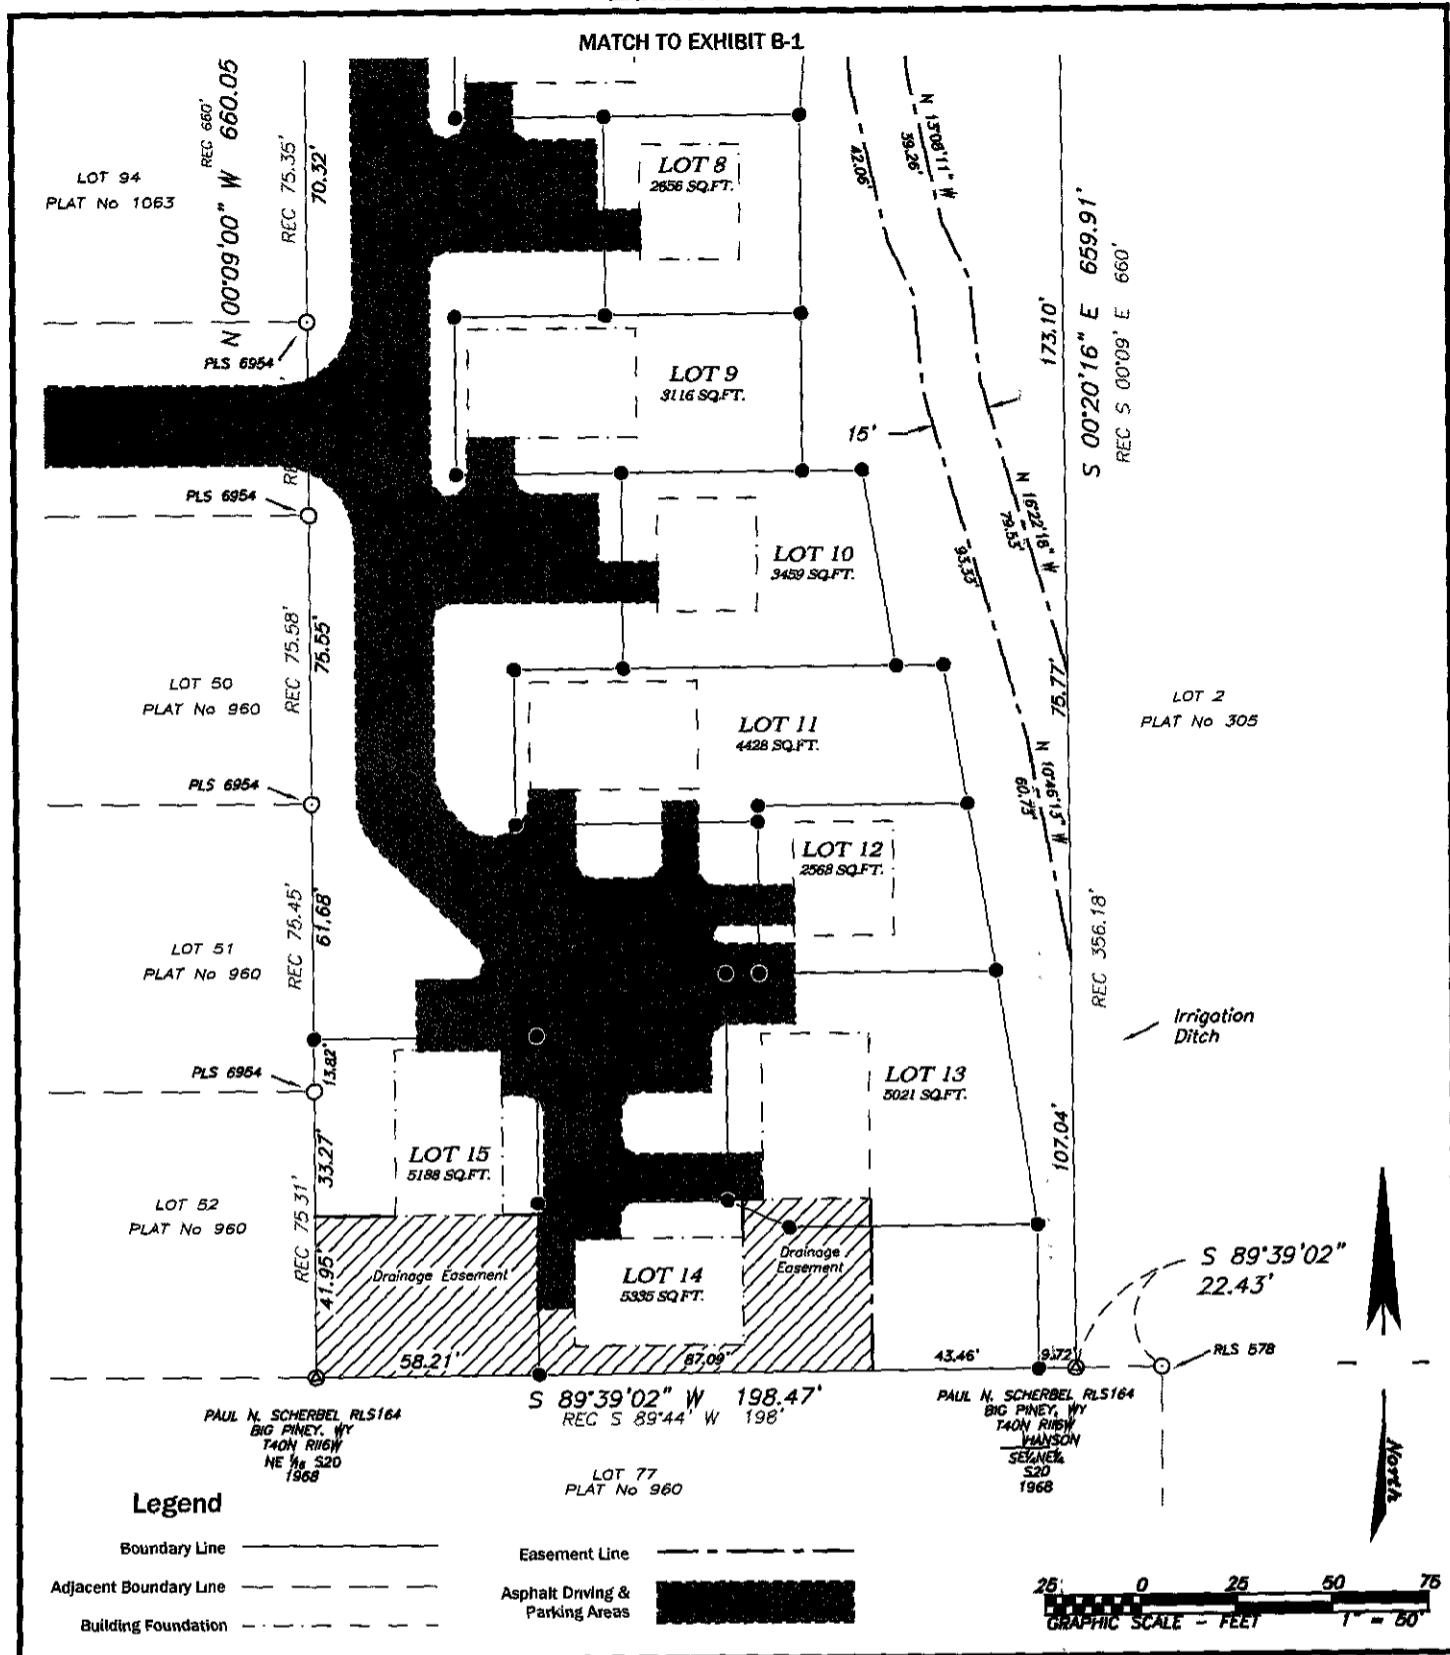 MATCH TO EXHIBIT B-1
LOT 94
PLAT No 1063
REC 660'
N 00°09'00" W 660.05
REC 75.35'
70.32'
LOT 8
2656 SQ.FT.
42.06'
N 13°08'11" W
39.26'
S 00°20'16" E 659.91'
REC S 00°09' E 660'
173.10'
PLS 6954
LOT 9
3116 SQ.FT.
15'
PLS 6954
LOT 10
3459 SQ.FT.
N 16°22'18" W
79.53'
93.33'
REC 75.58'
75.55'
LOT 50
PLAT No 960
LOT 11
4428 SQ.FT.
75.77'
LOT 2
PLAT No 305
N 10°46'13" W
60.73'
PLS 6954
LOT 12
2568 SQ.FT.
REC 75.45'
61.68'
LOT 51
PLAT No 960
REC 356.18'
Irrigation
Ditch
PLS 6954
13.82'
LOT 13
5021 SQ.FT.
107.04'
LOT 15
5188 SQ.FT.
33.27'
REC 75.31'
LOT 52
PLAT No 960
41.95'
Drainage Easement
Drainage
Easement
LOT 14
5335 SQ FT.
S 89°39'02"
22.43'
RLS 578
58.21'
87.09'
43.46'
9.72
S 89°39'02" W 198.47'
REC S 89°44' W 198'
PAUL N. SCHERBEL RLS164
BIG PINEY, WY
T40N R116W
NE 1/16 S20
1968
PAUL N. SCHERBEL RLS164
BIG PINEY, WY
T40N R116W
HANSON
SE¼NE¼
S20
1968
LOT 77
PLAT No 960
North
Legend
Boundary Line
Adjacent Boundary Line
Building Foundation
Easement Line
Asphalt Driving &
Parking Areas
25 0 25 50 75
GRAPHIC SCALE - FEET 1" = 50'